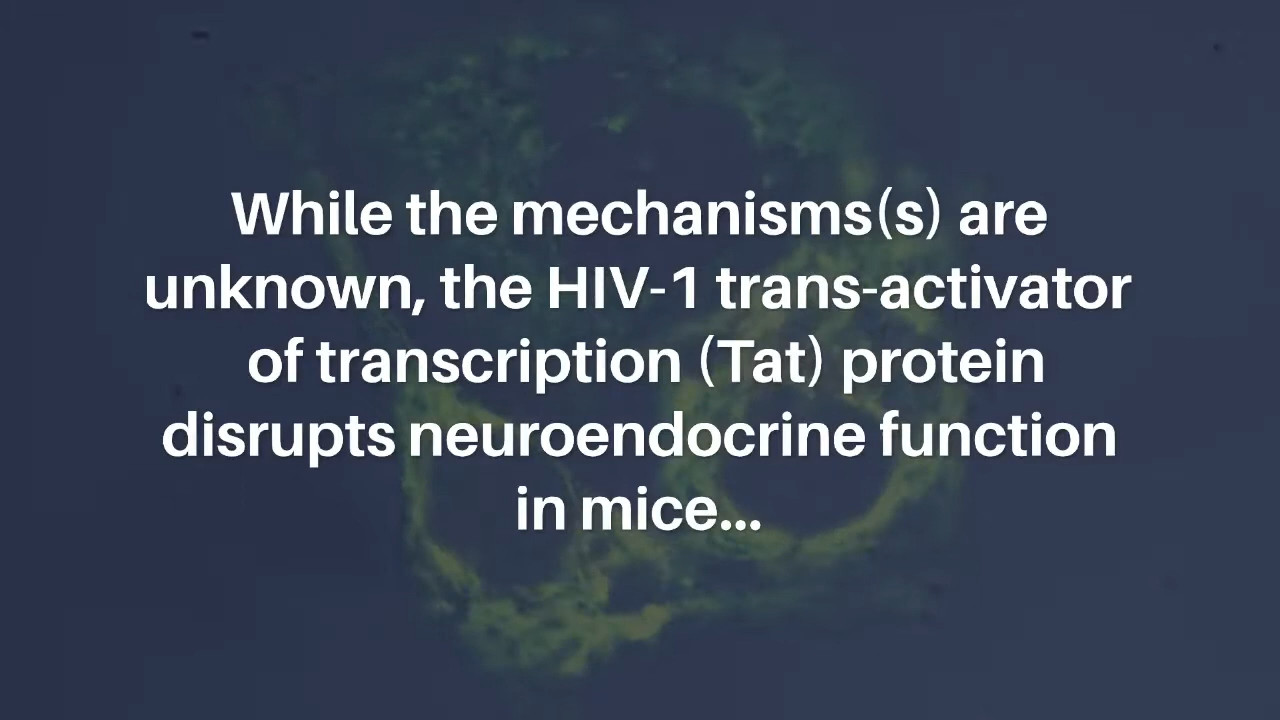 While the mechanisms(s) are
unknown, the HIV-1 trans-activator
of transcription (Tat) protein
disrupts neuroendocrine function
in mice...